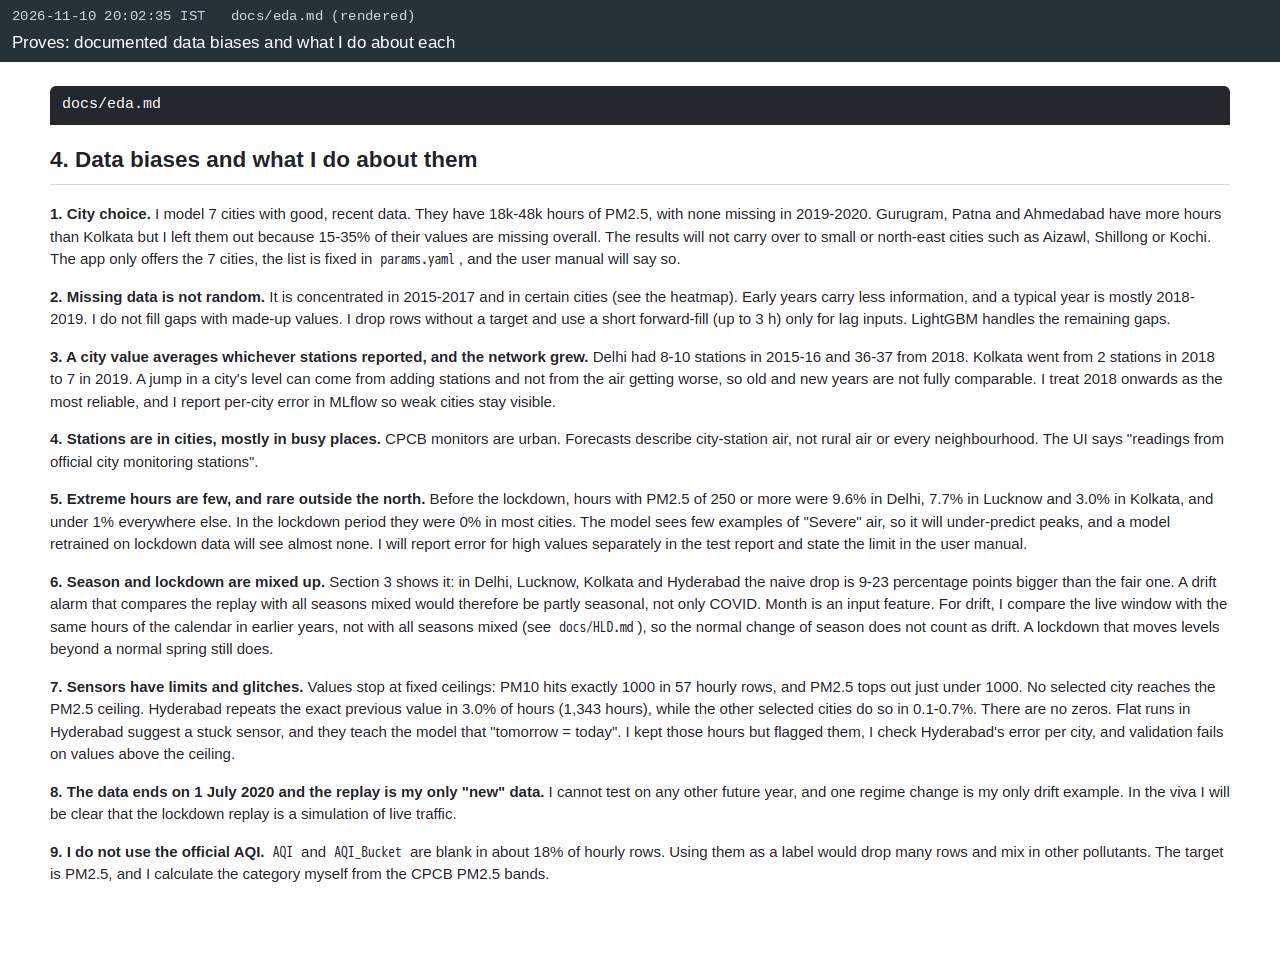 2026-11-10 20:02:35 IST docs/eda.md (rendered)
Proves: documented data biases and what I do about each
docs/eda.md
4. Data biases and what I do about them
1. City choice. I model 7 cities with good, recent data. They have 18k-48k hours of PM2.5, with none missing in 2019-2020. Gurugram, Patna and Ahmedabad have more hours
than Kolkata but I left them out because 15-35% of their values are missing overall. The results will not carry over to small or north-east cities such as Aizawl, Shillong or Kochi.
The app only offers the 7 cities, the list is fixed in params.yaml , and the user manual will say so.
2. Missing data is not random. It is concentrated in 2015-2017 and in certain cities (see the heatmap). Early years carry less information, and a typical year is mostly 2018-
2019. I do not fill gaps with made-up values. I drop rows without a target and use a short forward-fill (up to 3 h) only for lag inputs. LightGBM handles the remaining gaps.
3. A city value averages whichever stations reported, and the network grew. Delhi had 8-10 stations in 2015-16 and 36-37 from 2018. Kolkata went from 2 stations in 2018
to 7 in 2019. A jump in a city's level can come from adding stations and not from the air getting worse, so old and new years are not fully comparable. I treat 2018 onwards as the
most reliable, and I report per-city error in MLflow so weak cities stay visible.
4. Stations are in cities, mostly in busy places. CPCB monitors are urban. Forecasts describe city-station air, not rural air or every neighbourhood. The UI says "readings from
official city monitoring stations".
5. Extreme hours are few, and rare outside the north. Before the lockdown, hours with PM2.5 of 250 or more were 9.6% in Delhi, 7.7% in Lucknow and 3.0% in Kolkata, and
under 1% everywhere else. In the lockdown period they were 0% in most cities. The model sees few examples of "Severe" air, so it will under-predict peaks, and a model
retrained on lockdown data will see almost none. I will report error for high values separately in the test report and state the limit in the user manual.
6. Season and lockdown are mixed up. Section 3 shows it: in Delhi, Lucknow, Kolkata and Hyderabad the naive drop is 9-23 percentage points bigger than the fair one. A drift
alarm that compares the replay with all seasons mixed would therefore be partly seasonal, not only COVID. Month is an input feature. For drift, I compare the live window with the
same hours of the calendar in earlier years, not with all seasons mixed (see docs/HLD.md ), so the normal change of season does not count as drift. A lockdown that moves levels
beyond a normal spring still does.
7. Sensors have limits and glitches. Values stop at fixed ceilings: PM10 hits exactly 1000 in 57 hourly rows, and PM2.5 tops out just under 1000. No selected city reaches the
PM2.5 ceiling. Hyderabad repeats the exact previous value in 3.0% of hours (1,343 hours), while the other selected cities do so in 0.1-0.7%. There are no zeros. Flat runs in
Hyderabad suggest a stuck sensor, and they teach the model that "tomorrow = today". I kept those hours but flagged them, I check Hyderabad's error per city, and validation fails
on values above the ceiling.
8. The data ends on 1 July 2020 and the replay is my only "new" data. I cannot test on any other future year, and one regime change is my only drift example. In the viva I will
be clear that the lockdown replay is a simulation of live traffic.
9. I do not use the official AQI. AQI and AQI_Bucket are blank in about 18% of hourly rows. Using them as a label would drop many rows and mix in other pollutants. The target
is PM2.5, and I calculate the category myself from the CPCB PM2.5 bands.